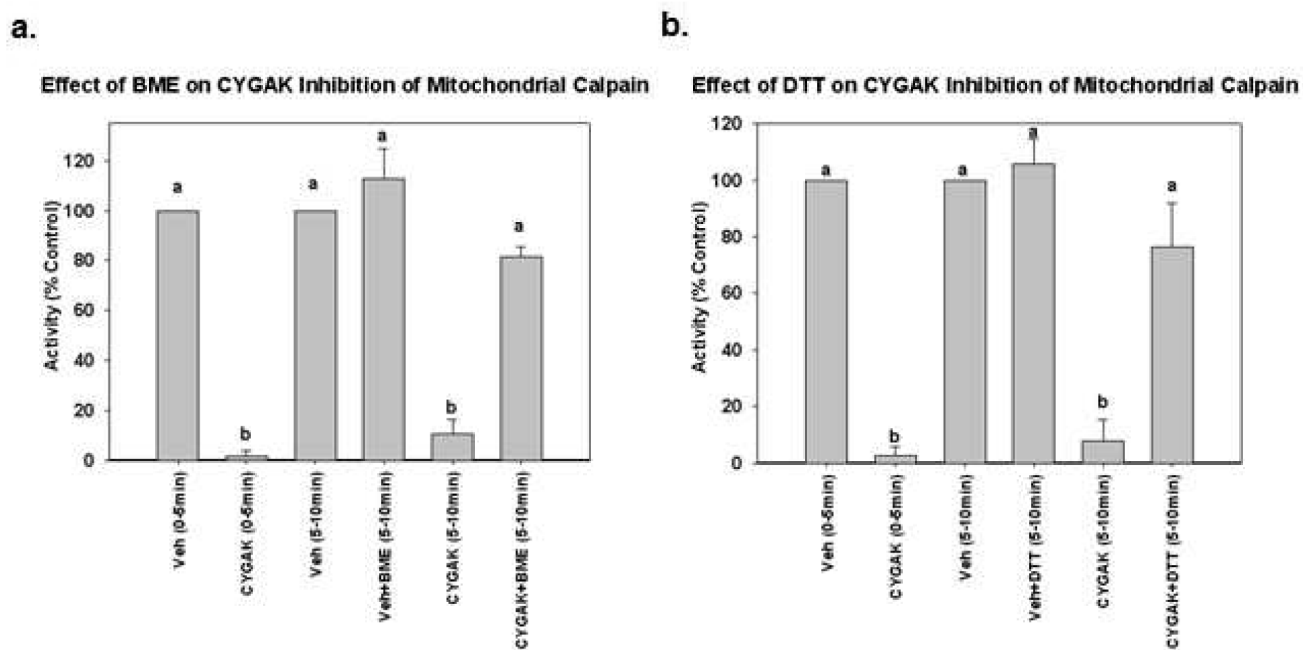 a.
Effect of BME on CYGAK Inhibition of Mitochondrial Calpain
Activity (% Control)
120
100
80
60
40
20
0
a
b
a
a
b
a
Veh (0-5min)
CYGAK (0-5min)
Veh (5-10min)
Veh+BME (5-10min)
CYGAK (5-10min)
CYGAK+BME (5-10min)
b.
Effect of DTT on CYGAK Inhibition of Mitochondrial Calpain
Activity (% Control)
120
100
80
60
40
20
0
a
b
a
a
b
a
Veh (0-5min)
CYGAK (0-5min)
Veh (5-10min)
Veh+DTT (5-10min)
CYGAK (5-10min)
CYGAK+DTT (5-10min)